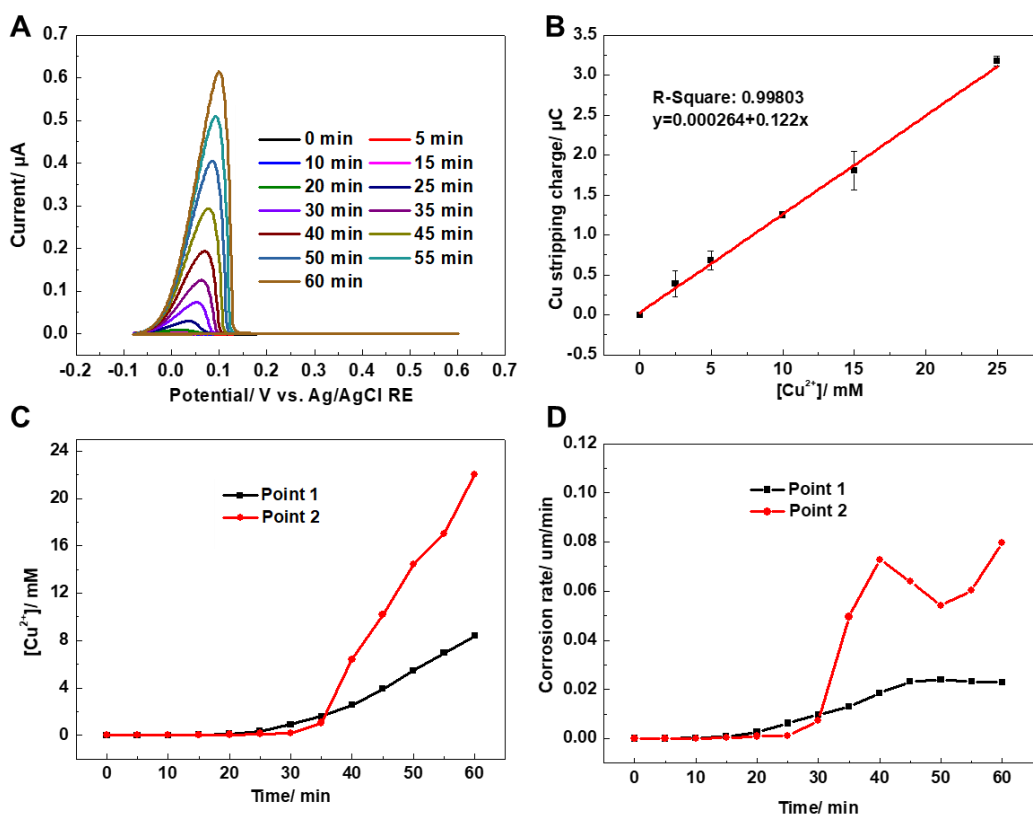 A
0.7
0.6
0.5
0.4
0.3
0.2
0.1
0.0
Current/ µA
0 min 5 min
10 min 15 min
20 min 25 min
30 min 35 min
40 min 45 min
50 min 55 min
60 min
-0.2 -0.1 0.0 0.1 0.2 0.3 0.4 0.5 0.6 0.7
Potential/ V vs. Ag/AgCl RE
B
3.5
3.0
2.5
2.0
1.5
1.0
0.5
0.0
-0.5
Cu stripping charge/ µC
R-Square: 0.99803
y=0.000264+0.122x
0 5 10 15 20 25
[Cu²⁺]/ mM
C
24
20
16
12
8
4
0
[Cu²⁺]/ mM
Point 1
Point 2
0 10 20 30 40 50 60
Time/ min
D
0.12
0.10
0.08
0.06
0.04
0.02
0.00
Corrosion rate/ um/min
Point 1
Point 2
0 10 20 30 40 50 60
Time/ min